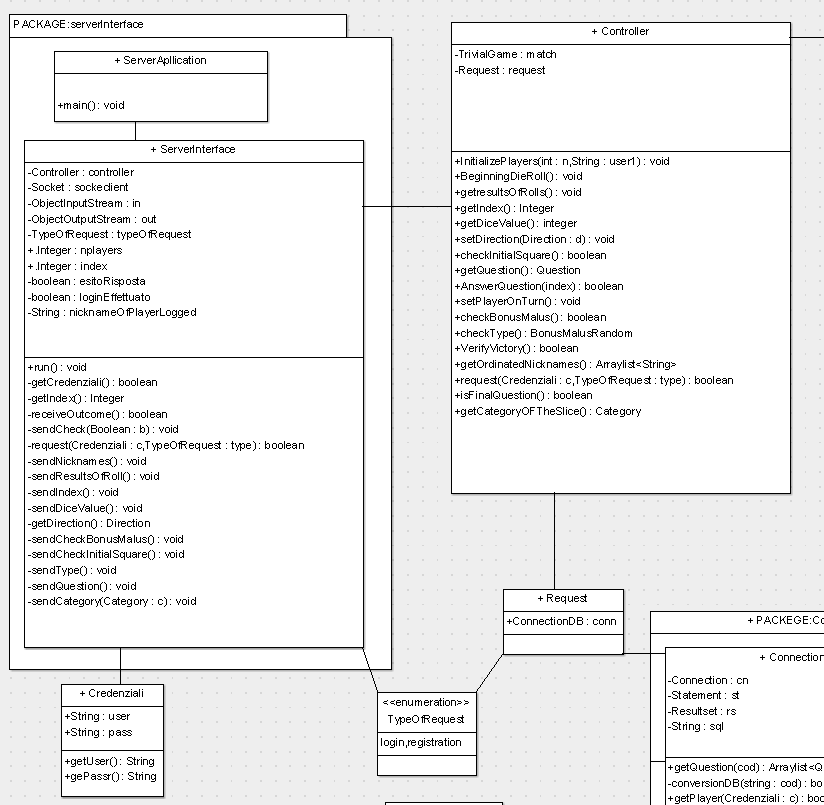 PACKAGE:serverInterface
+ ServerApllication
+main() : void
+ ServerInterface
-Controller : controller
-Socket : sockeclient
-ObjectInputStream : in
-ObjectOutputStream : out
-TypeOfRequest : typeOfRequest
+.Integer : nplayers
+.Integer : index
-boolean : esitoRisposta
-boolean : loginEffettuato
-String : nicknameOfPlayerLogged
+run() : void
-getCredenziali() : boolean
-getIndex() : Integer
-receiveOutcome() : boolean
-sendCheck(Boolean : b) : void
-request(Credenziali : c,TypeOfRequest : type) : boolean
-sendNicknames() : void
-sendResultsOfRoll() : void
-sendIndex() : void
-sendDiceValue() : void
-getDirection() : Direction
-sendCheckBonusMalus() : void
-sendCheckInitialSquare() : void
-sendType() : void
-sendQuestion() : void
-sendCategory(Category : c) : void
+ Credenziali
+String : user
+String : pass
+getUser() : String
+gePassr() : String
+ Controller
-TrivialGame : match
-Request : request
+InitializePlayers(int : n,String : user1) : void
+BeginningDieRoll() : void
+getresultsOfRolls() : void
+getIndex() : Integer
+getDiceValue() : integer
+setDirection(Direction : d) : void
+checkInitialSquare() : boolean
+getQuestion() : Question
+AnswerQuestion(index) : boolean
+setPlayerOnTurn() : void
+checkBonusMalus() : boolean
+checkType() : BonusMalusRandom
+VerifyVictory() : boolean
+getOrdinatedNicknames() : Arraylist<String>
+request(Credenziali : c,TypeOfRequest : type) : boolean
+isFinalQuestion() : boolean
+getCategoryOFTheSlice() : Category
+ Request
+ConnectionDB : conn
<<enumeration>>
TypeOfRequest
login,registration
+ PACKEGE:Co
+ Connection
-Connection : cn
-Statement : st
-Resultset : rs
-String : sql
+getQuestion(cod) : Arraylist<Q
-conversionDB(string : cod) : bo
+getPlayer(Credenziali : c) : boo